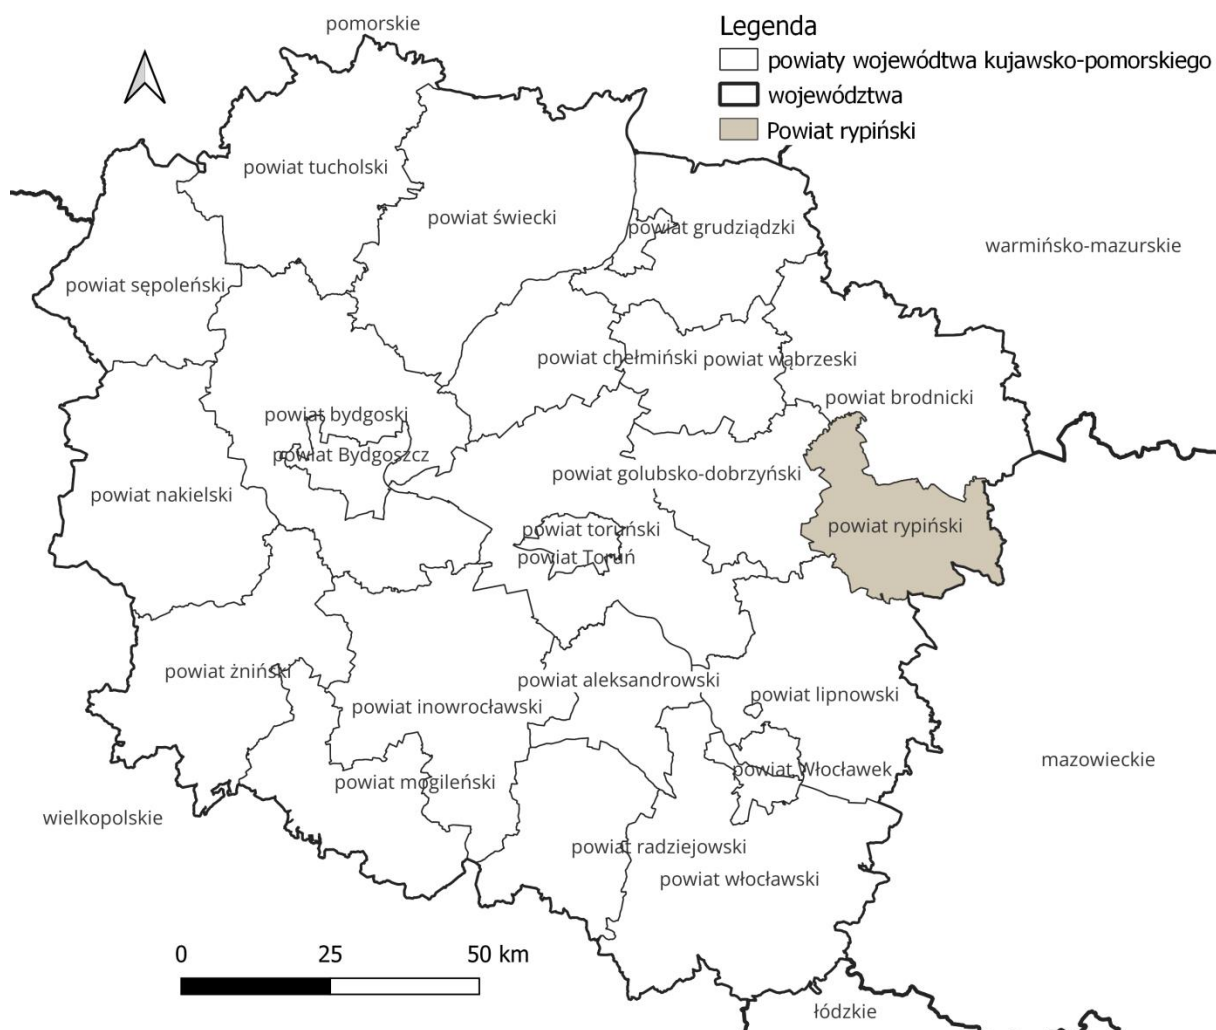 pomorskie
Legenda
powiaty wojewódtwa kujawsko-pomorskiego
województwa
Powiat rypiński
powiat tucholski
powiat świecki
powiat grudziądzki
warmińsko-mazurskie
powiat sępoleński
powiat chełmiński
powiat wąbrzeski
powiat brodnicki
powiat bydgoski
powiat Bydgoszcz
powiat golubsko-dobrzyński
powiat nakielski
powiat toruński
powiat rypiński
powiat Toruń
powiat żniński
powiat aleksandrowski
powiat lipnowski
powiat inowrocławski
mazowieckie
powiat Włocławek
powiat mogileński
wielkopolskie
powiat radziejowski
powiat włocławski
0 25 50 km
łódzkie